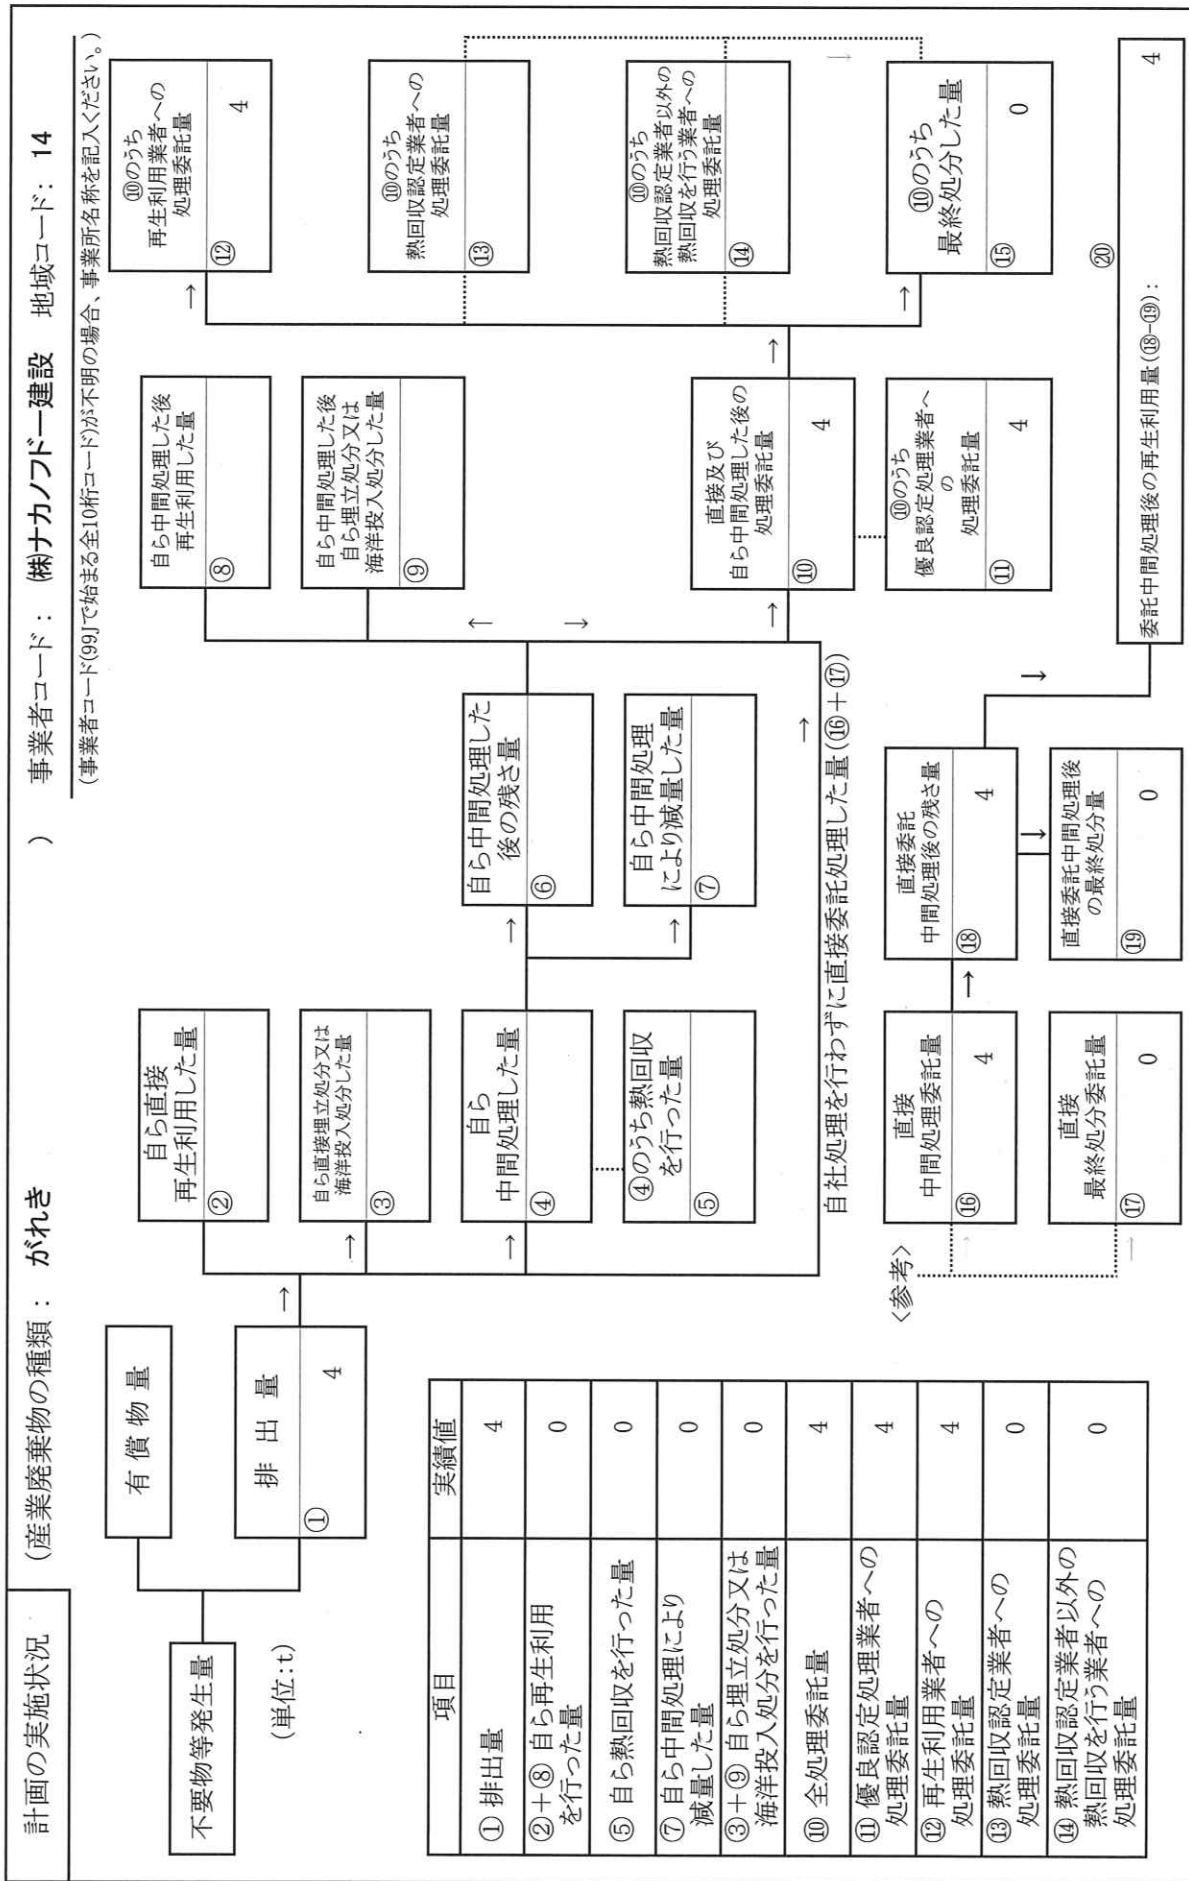 計画の実施状況
(産業廃棄物の種類 : がれき )
事業者コード : (株)ナカノフドー建設 地域コード : 14
(事業者コード(99｣で始まる全10桁コード)が不明の場合、事業所名称を記入ください。)
不要物等発生量
(単位:t)
有 償 物 量
排 出 量
① 4
自ら直接
再生利用した量
②
自ら直接埋立処分又は
海洋投入処分した量
③
自ら
中間処理した量
④
④のうち熱回収
を行った量
⑤
自ら中間処理した
後の残さ量
⑥
自ら中間処理
により減量した量
⑦
自ら中間処理した後
再生利用した量
⑧
自ら中間処理した後
自ら埋立処分又は
海洋投入処分した量
⑨
直接及び
自ら中間処理した後の
処理委託量
⑩ 4
⑩のうち
優良認定処理業者へ
の
処理委託量
⑪ 4
⑩のうち
再生利用業者への
処理委託量
⑫ 4
⑩のうち
熱回収認定業者への
処理委託量
⑬
⑩のうち
熱回収認定業者以外の
熱回収を行う業者への
処理委託量
⑭
⑩のうち
最終処分した量
⑮ 0
自社処理を行わずに直接委託処理した量(⑯+⑰)
<参考>
直接
中間処理委託量
⑯ 4
直接
最終処分委託量
⑰ 0
直接委託
中間処理後の残さ量
⑱ 4
直接委託中間処理後
の最終処分量
⑲ 0
⑳
委託中間処理後の再生利用量(⑱-⑲) : 4
項目 実績値
① 排出量 4
②+⑧ 自ら再生利用
を行った量 0
⑤ 自ら熱回収を行った量 0
⑦ 自ら中間処理により
減量した量 0
③+⑨ 自ら埋立処分又は
海洋投入処分を行った量 0
⑩ 全処理委託量 4
⑪ 優良認定処理業者への
処理委託量 4
⑫ 再生利用業者への
処理委託量 4
⑬ 熱回収認定業者への
処理委託量 0
⑭ 熱回収認定業者以外の
熱回収を行う業者への
処理委託量 0